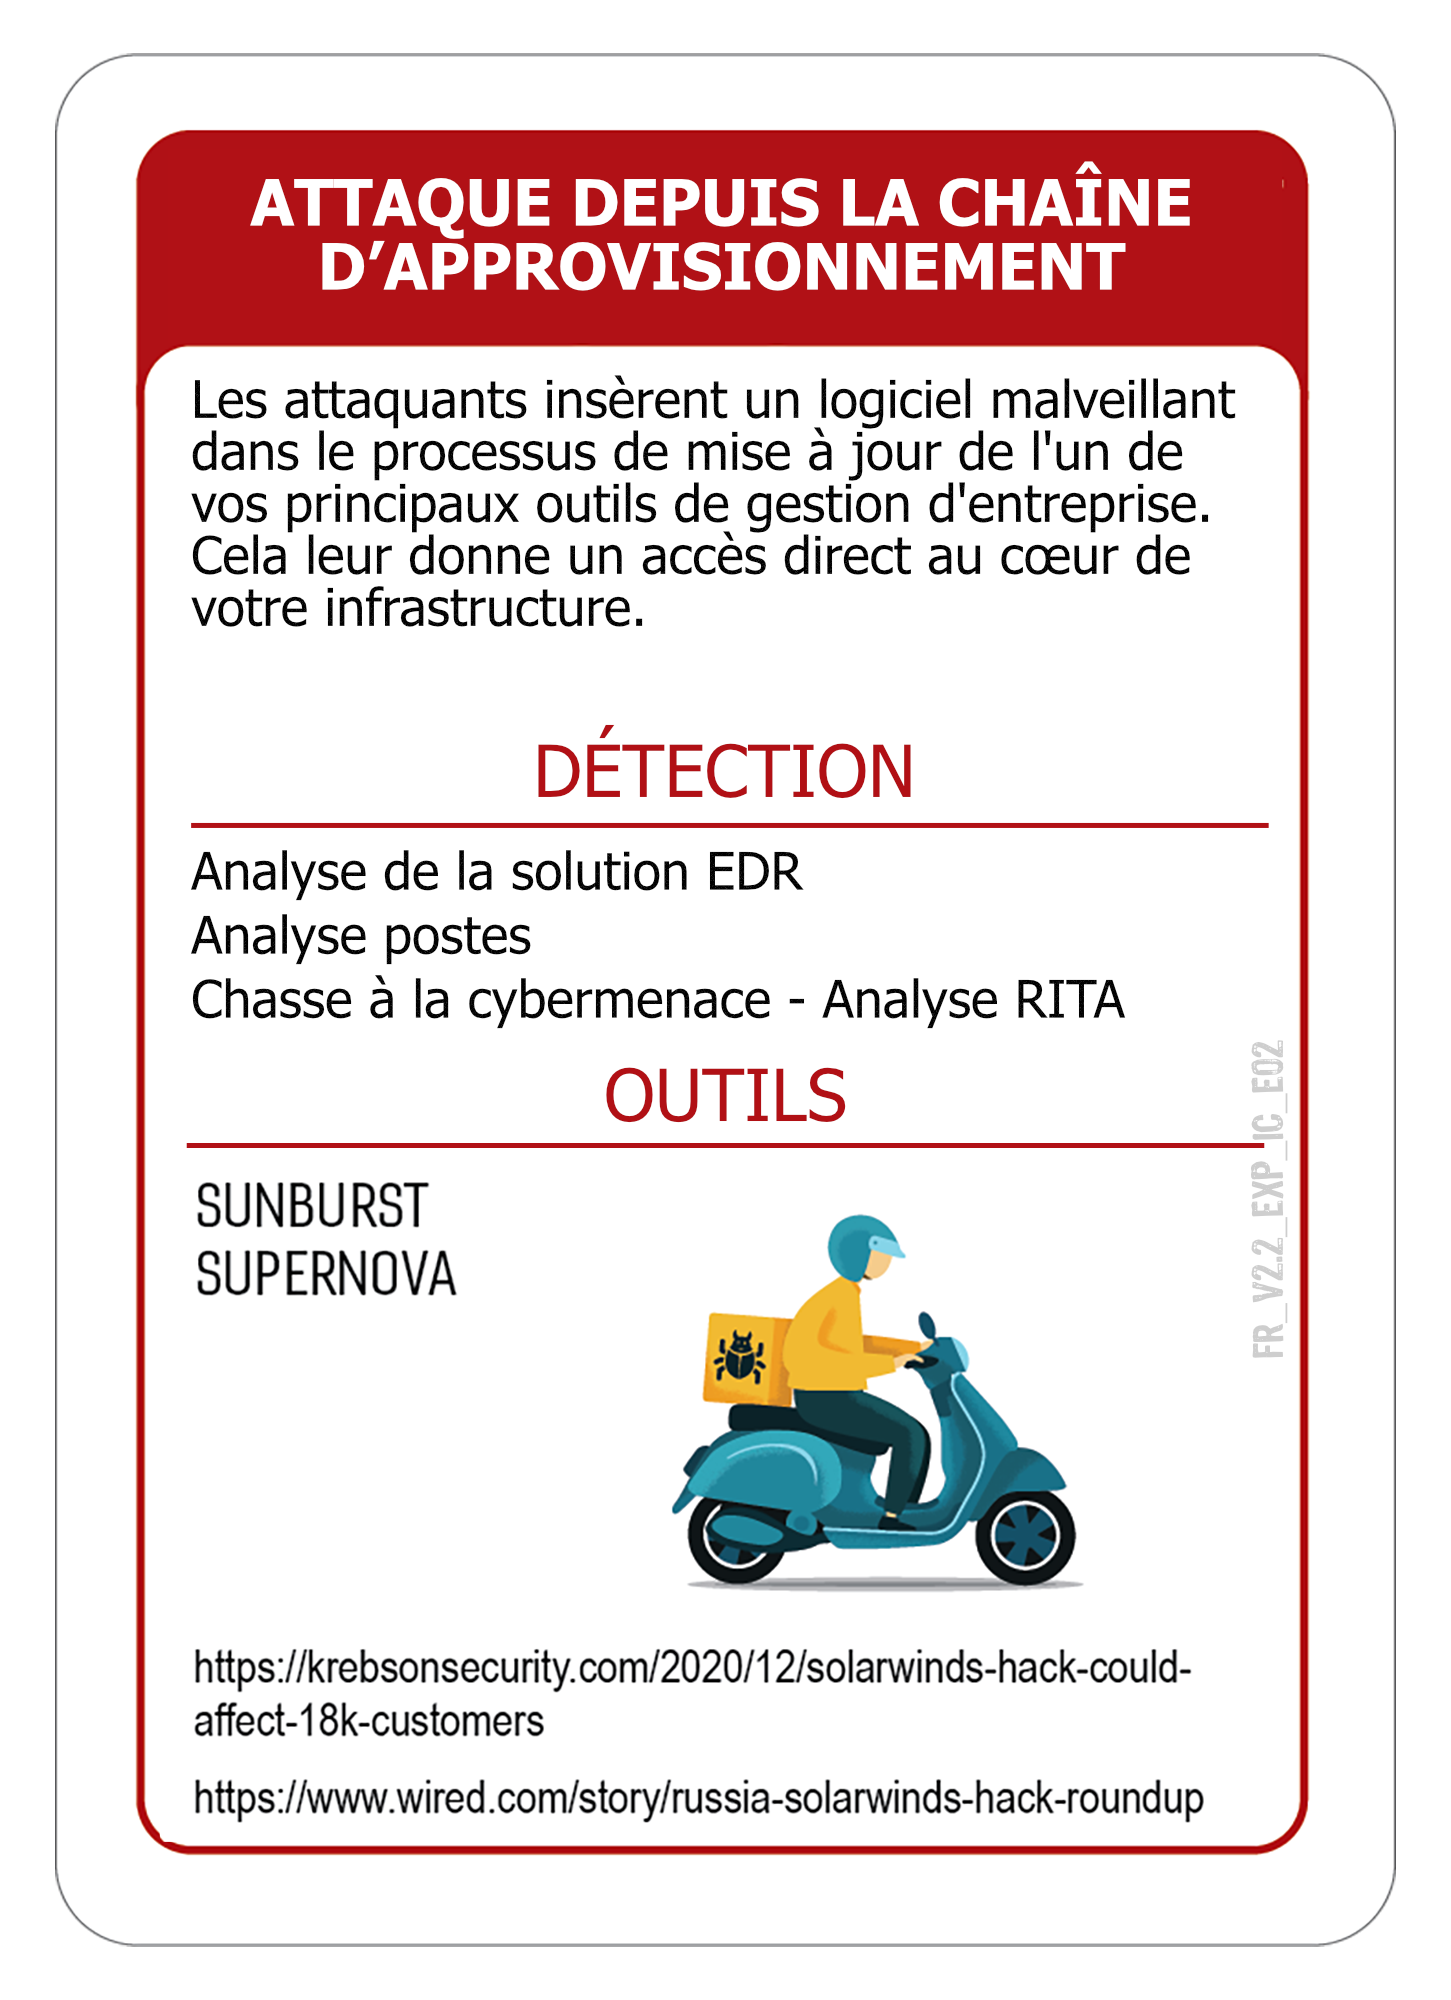 ATTAQUE DEPUIS LA CHAÎNE
D’APPROVISIONNEMENT
Les attaquants insèrent un logiciel malveillant
dans le processus de mise à jour de l'un de
vos principaux outils de gestion d'entreprise.
Cela leur donne un accès direct au cœur de
votre infrastructure.
DÉTECTION
Analyse de la solution EDR
Analyse postes
Chasse à la cybermenace - Analyse RITA
OUTILS
SUNBURST
SUPERNOVA
FR_V2.2_EXP_IC_E02
https://krebsonsecurity.com/2020/12/solarwinds-hack-could-
affect-18k-customers
https://www.wired.com/story/russia-solarwinds-hack-roundup